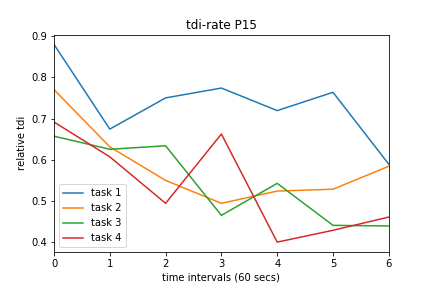 tdi-rate P15
relative tdi
0.9
0.8
0.7
0.6
0.5
0.4
task 1
task 2
task 3
task 4
0 1 2 3 4 5 6
time intervals (60 secs)